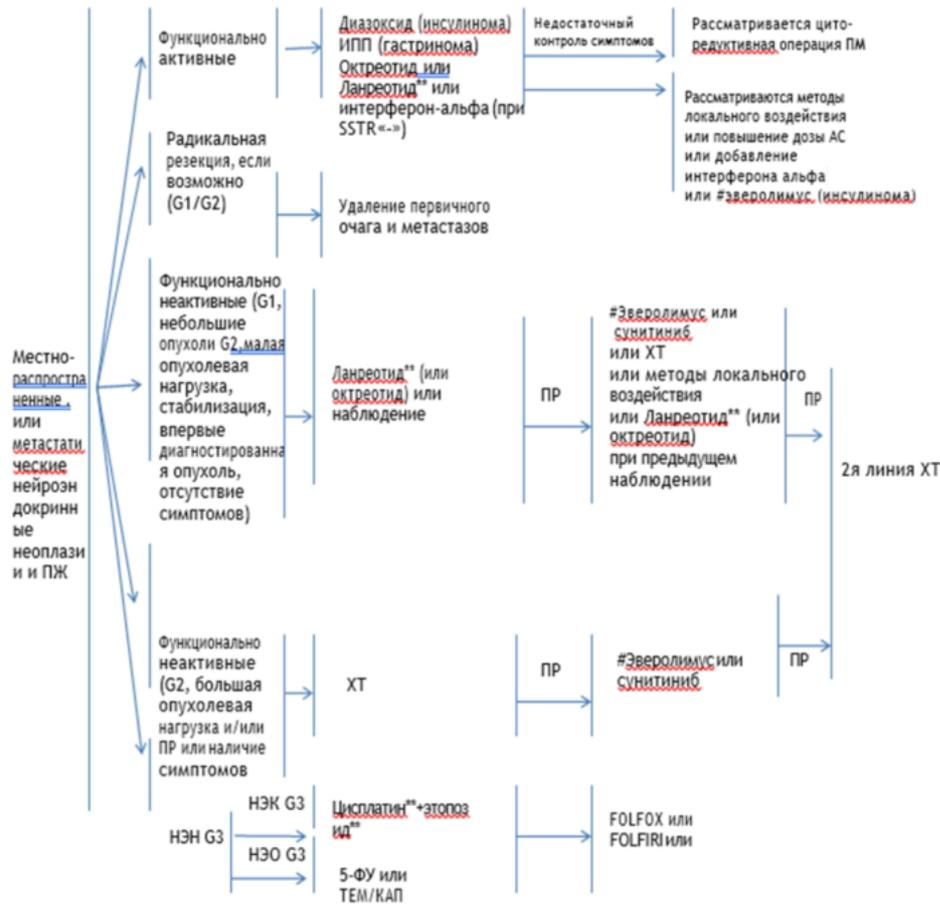 Местно-
распростра
ненные ,
или
метастати
ческие
нейроэн
докринн
ые
неоплази
и и ПЖ
Функционально
активные
Диазоксид (инсулинома)
ИПП (гастринома)
Октреотид или
Ланреотид** или
интерферон-альфа (при
SSTR«-»)
Недостаточный
контроль симптомов
Рассматривается цито-
редуктивная операция ПМ
Рассматриваются методы
локального воздействия
или повышение дозы АС
или добавление
интерферона альфа
или #эверолимус (инсулинома)
Радикальная
резекция, если
возможно
(G1/G2)
Удаление первичного
очага и метастазов
Функционально
неактивные (G1,
небольшие
опухоли G2,малая
опухолевая
нагрузка,
стабилизация,
впервые
диагностированна
я опухоль,
отсутствие
симптомов)
Ланреотид** (или
октреотид) или
наблюдение
ПР
#Эверолимус или
сунитиниб
или ХТ
или методы локального
воздействия
или Ланреотид** (или
октреотид)
при предыдущем
наблюдении
ПР
2я линия ХТ
Функционально
неактивные
(G2, большая
опухолевая
нагрузка и/или
ПР или наличие
симптомов
ХТ
ПР
#Эверолимус или
сунитиниб
ПР
НЭН G3
НЭК G3
Цисплатин**+этопоз
ид**
НЭО G3
5-ФУ или
ТЕМ/КАП
FOLFOX или
FOLFIRI или